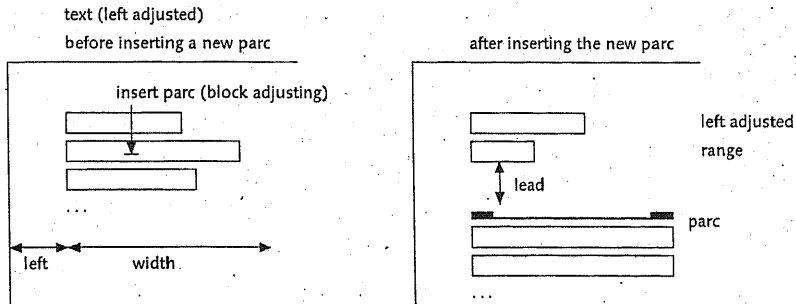 text (left adjusted)
before inserting a new parc
insert parc (block adjusting)
...
left
width
after inserting the new parc
left adjusted
range
lead
parc
...